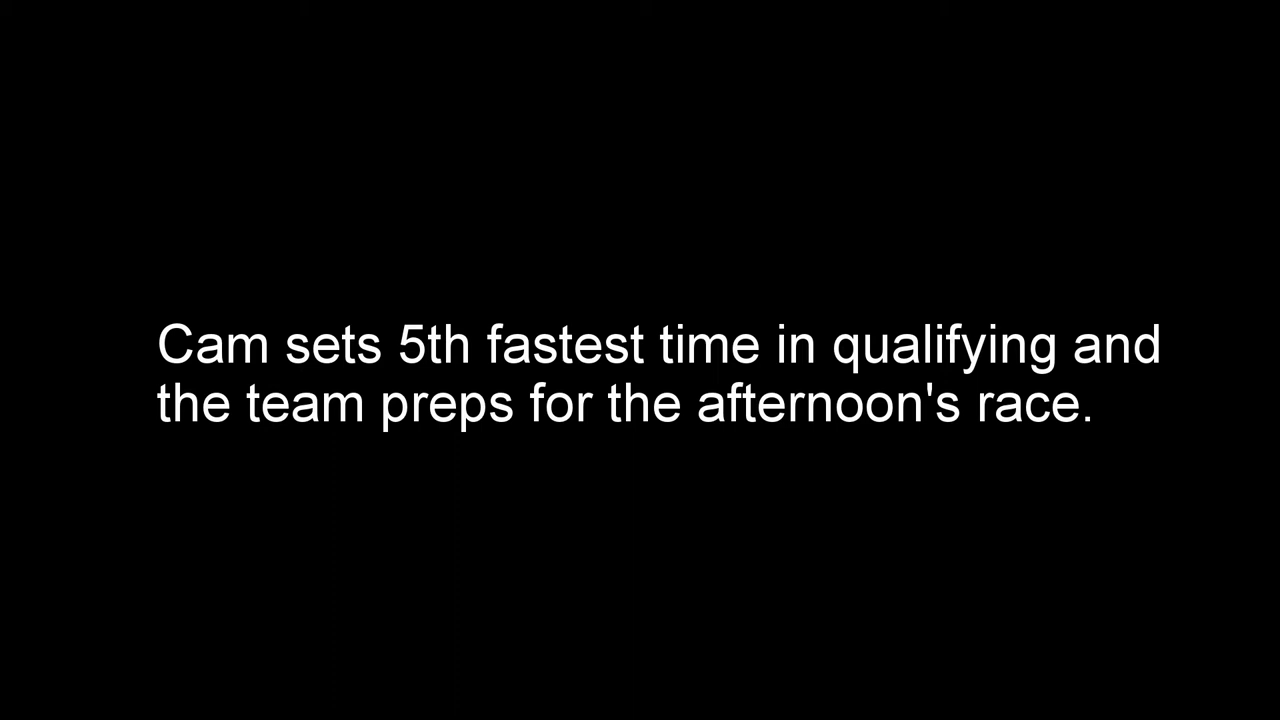 Cam sets 5th fastest time in qualifying and
the team preps for the afternoon's race.